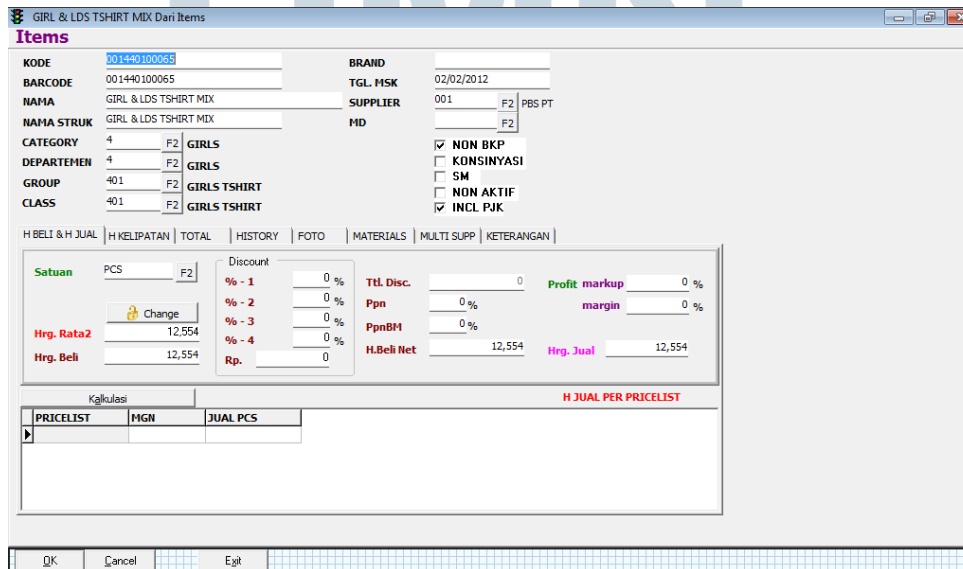 GIRL & LDS TSHIRT MIX Dari Items
Items
KODE 001440100065 BRAND
BARCODE 001440100065 TGL. MSK 02/02/2012
NAMA GIRL & LDS TSHIRT MIX SUPPLIER 001 F2 PBS PT
NAMA STRUK GIRL & LDS TSHIRT MIX MD F2
CATEGORY 4 F2 GIRLS NON BKP
DEPARTEMEN 4 F2 GIRLS KONSINYASI
SM
GROUP 401 F2 GIRLS TSHIRT NON AKTIF
CLASS 401 F2 GIRLS TSHIRT INCL PJK
H BELI & H JUAL H KELIPATAN TOTAL HISTORY FOTO MATERIALS MULTI SUPP KETERANGAN
Discount
Satuan PCS F2 % - 1 0 % Ttl. Disc. 0 Profit markup 0 %
% - 2 0 % Ppn 0 % margin 0 %
Change % - 3 0 % PpnBM 0 %
Hrg. Rata2 12,554 % - 4 0 % H.Beli Net 12,554 Hrg. Jual 12,554
Hrg. Beli 12,554 Rp. 0
Kalkulasi H JUAL PER PRICELIST
PRICELIST MGN JUAL PCS
OK Cancel Exit